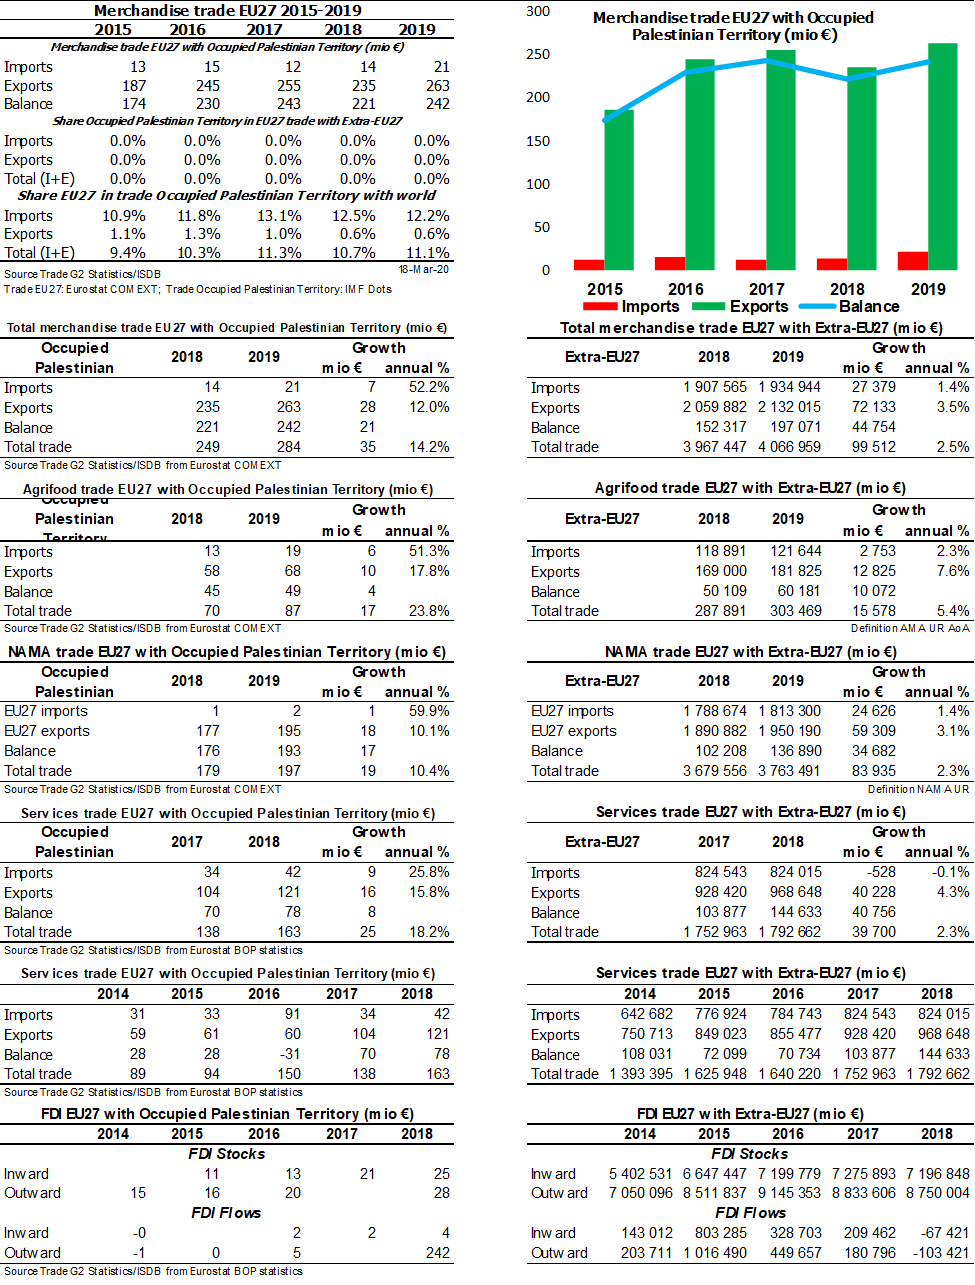 Merchandise trade EU27 2015-2019
2015 2016 2017 2018 2019
Merchandise trade EU27 with Occupied Palestinian Territory (mio €)
Imports 13 15 12 14 21
Exports 187 245 255 235 263
Balance 174 230 243 221 242
Share Occupied Palestinian Territory in EU27 trade with Extra-EU27
Imports 0.0% 0.0% 0.0% 0.0% 0.0%
Exports 0.0% 0.0% 0.0% 0.0% 0.0%
Total (I+E) 0.0% 0.0% 0.0% 0.0% 0.0%
Share EU27 in trade Occupied Palestinian Territory with world
Imports 10.9% 11.8% 13.1% 12.5% 12.2%
Exports 1.1% 1.3% 1.0% 0.6% 0.6%
Total (I+E) 9.4% 10.3% 11.3% 10.7% 11.1%
Source Trade G2 Statistics/ISDB 18-Mar-20
Trade EU27: Eurostat COMEXT; Trade Occupied Palestinian Territory: IMF Dots
Merchandise trade EU27 with Occupied
Palestinian Territory (mio €)
300
250
200
150
100
50
0
2015 2016 2017 2018 2019
Imports Exports Balance
Total merchandise trade EU27 with Occupied Palestinian Territory (mio €)
Occupied
Palestinian 2018 2019 Growth
mio € annual %
Imports 14 21 7 52.2%
Exports 235 263 28 12.0%
Balance 221 242 21
Total trade 249 284 35 14.2%
Source Trade G2 Statistics/ISDB from Eurostat COMEXT
Total merchandise trade EU27 with Extra-EU27 (mio €)
Extra-EU27 2018 2019 Growth
mio € annual %
Imports 1 907 565 1 934 944 27 379 1.4%
Exports 2 059 882 2 132 015 72 133 3.5%
Balance 152 317 197 071 44 754
Total trade 3 967 447 4 066 959 99 512 2.5%
Agrifood trade EU27 with Occupied Palestinian Territory (mio €)
Occupied
Palestinian
Territory 2018 2019 Growth
mio € annual %
Imports 13 19 6 51.3%
Exports 58 68 10 17.8%
Balance 45 49 4
Total trade 70 87 17 23.8%
Source Trade G2 Statistics/ISDB from Eurostat COMEXT
Agrifood trade EU27 with Extra-EU27 (mio €)
Extra-EU27 2018 2019 Growth
mio € annual %
Imports 118 891 121 644 2 753 2.3%
Exports 169 000 181 825 12 825 7.6%
Balance 50 109 60 181 10 072
Total trade 287 891 303 469 15 578 5.4%
Definition AMA UR AoA
NAMA trade EU27 with Occupied Palestinian Territory (mio €)
Occupied
Palestinian 2018 2019 Growth
mio € annual %
EU27 imports 1 2 1 59.9%
EU27 exports 177 195 18 10.1%
Balance 176 193 17
Total trade 179 197 19 10.4%
Source Trade G2 Statistics/ISDB from Eurostat COMEXT
NAMA trade EU27 with Extra-EU27 (mio €)
Extra-EU27 2018 2019 Growth
mio € annual %
EU27 imports 1 788 674 1 813 300 24 626 1.4%
EU27 exports 1 890 882 1 950 190 59 309 3.1%
Balance 102 208 136 890 34 682
Total trade 3 679 556 3 763 491 83 935 2.3%
Definition NAMA UR
Services trade EU27 with Occupied Palestinian Territory (mio €)
Occupied
Palestinian 2017 2018 Growth
mio € annual %
Imports 34 42 9 25.8%
Exports 104 121 16 15.8%
Balance 70 78 8
Total trade 138 163 25 18.2%
Source Trade G2 Statistics/ISDB from Eurostat BOP statistics
Services trade EU27 with Extra-EU27 (mio €)
Extra-EU27 2017 2018 Growth
mio € annual %
Imports 824 543 824 015 -528 -0.1%
Exports 928 420 968 648 40 228 4.3%
Balance 103 877 144 633 40 756
Total trade 1 752 963 1 792 662 39 700 2.3%
Services trade EU27 with Occupied Palestinian Territory (mio €)
2014 2015 2016 2017 2018
Imports 31 33 91 34 42
Exports 59 61 60 104 121
Balance 28 28 -31 70 78
Total trade 89 94 150 138 163
Source Trade G2 Statistics/ISDB from Eurostat BOP statistics
Services trade EU27 with Extra-EU27 (mio €)
2014 2015 2016 2017 2018
Imports 642 682 776 924 784 743 824 543 824 015
Exports 750 713 849 023 855 477 928 420 968 648
Balance 108 031 72 099 70 734 103 877 144 633
Total trade 1 393 395 1 625 948 1 640 220 1 752 963 1 792 662
FDI EU27 with Occupied Palestinian Territory (mio €)
2014 2015 2016 2017 2018
FDI Stocks
Inward 11 13 21 25
Outward 15 16 20 28
FDI Flows
Inward -0 2 2 4
Outward -1 0 5 242
Source Trade G2 Statistics/ISDB from Eurostat BOP statistics
FDI EU27 with Extra-EU27 (mio €)
2014 2015 2016 2017 2018
FDI Stocks
Inward 5 402 531 6 647 447 7 199 779 7 275 893 7 196 848
Outward 7 050 096 8 511 837 9 145 353 8 833 606 8 750 004
FDI Flows
Inward 143 012 803 285 328 703 209 462 -67 421
Outward 203 711 1 016 490 449 657 180 796 -103 421